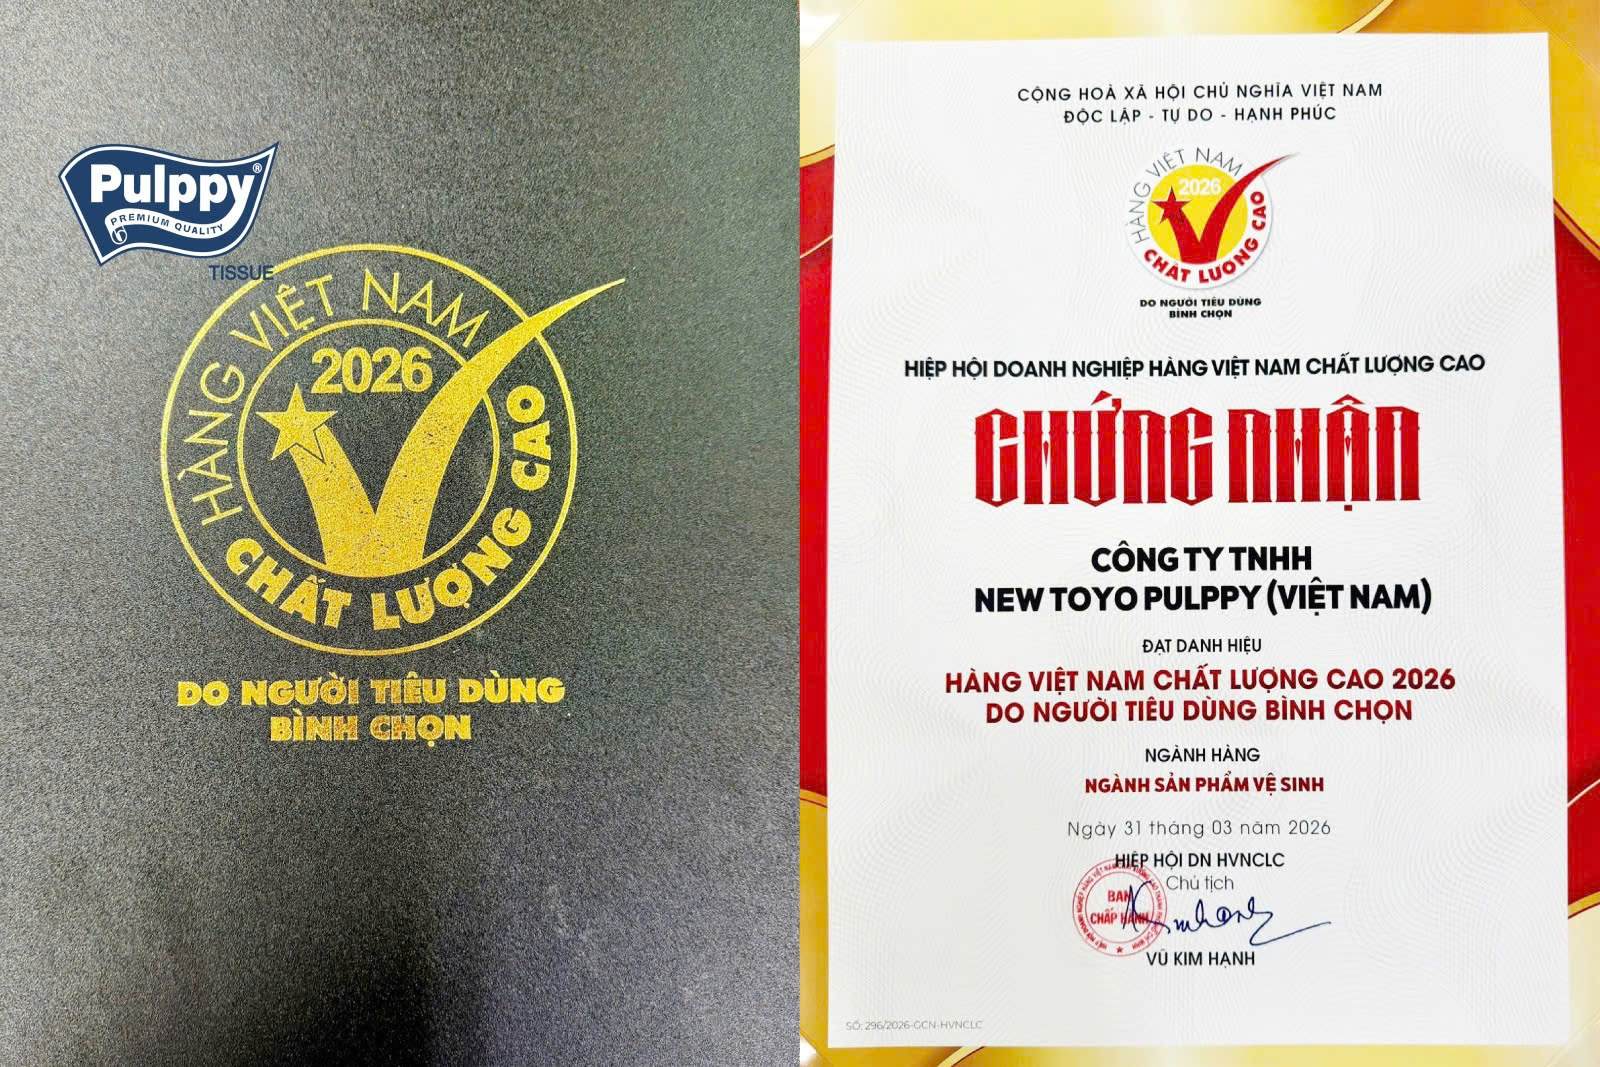 Pulppy®
PREMIUM QUALITY
TISSUE
HÀNG VIỆT NAM
2026
CHẤT LƯỢNG CAO
DO NGƯỜI TIÊU DÙNG
BÌNH CHỌN
CỘNG HOÀ XÃ HỘI CHỦ NGHĨA VIỆT NAM
ĐỘC LẬP - TỰ DO - HẠNH PHÚC
HÀNG VIỆT NAM
2026
CHẤT LƯỢNG CAO
DO NGƯỜI TIÊU DÙNG
BÌNH CHỌN
HIỆP HỘI DOANH NGHIỆP HÀNG VIỆT NAM CHẤT LƯỢNG CAO
CHỨNG NHẬN
CÔNG TY TNHH
NEW TOYO PULPPY (VIỆT NAM)
ĐẠT DANH HIỆU
HÀNG VIỆT NAM CHẤT LƯỢNG CAO 2026
DO NGƯỜI TIÊU DÙNG BÌNH CHỌN
NGÀNH HÀNG
NGÀNH SẢN PHẨM VỆ SINH
Ngày 31 tháng 03 năm 2026
HIỆP HỘI DN HVNCLC
Chủ tịch
BAN
CHẤP HÀNH
VŨ KIM HẠNH
SỐ: 296/2026-GCN-HVNCLC